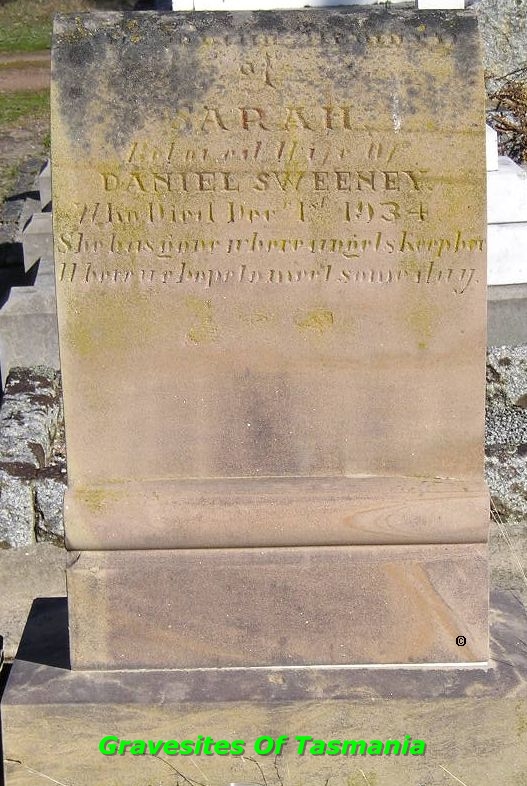 of
SARAH
Beloved Wife Of
DANIEL SWEENEY.
Who Died Decr 1st 1934
She has gone where angels keep her
Where we hope to meet some day.
©
Gravesites Of Tasmania